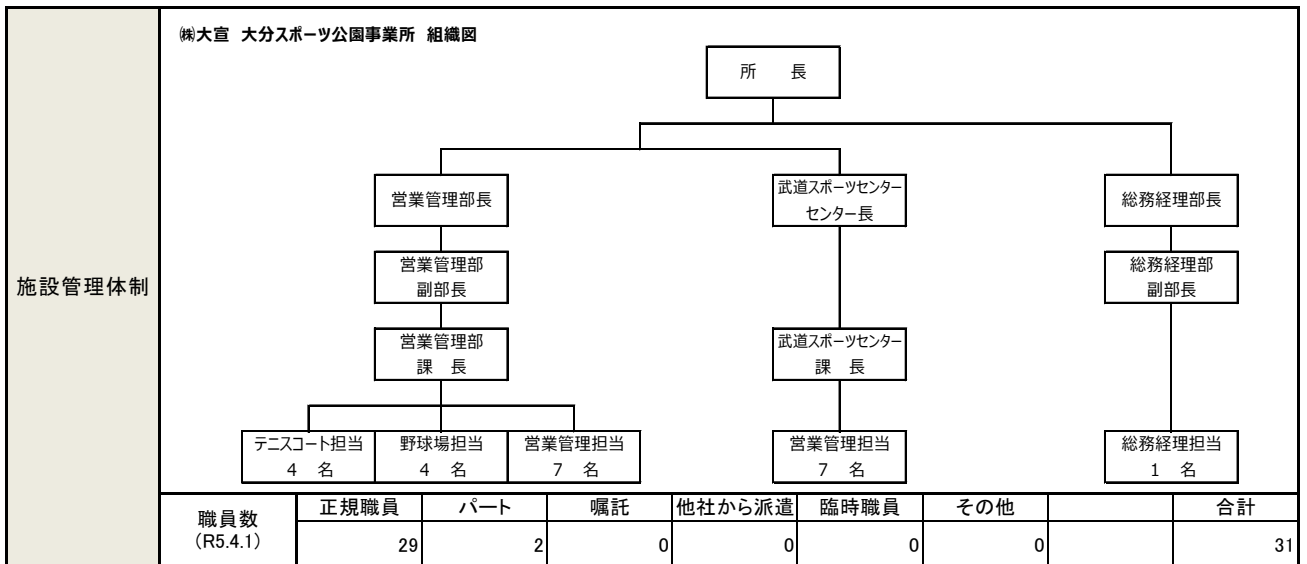 ㈱大宣 大分スポーツ公園事業所 組織図
所 長
営業管理部長
武道スポーツセンター
センター長
総務経理部長
営業管理部
副部長
総務経理部
副部長
営業管理部
課 長
武道スポーツセンター
課 長
テニスコート担当
4 名
野球場担当
4 名
営業管理担当
7 名
営業管理担当
7 名
総務経理担当
1 名
施設管理体制
職員数
(R5.4.1)
正規職員 パート 嘱託 他社から派遣 臨時職員 その他 合計
29 2 0 0 0 0 31